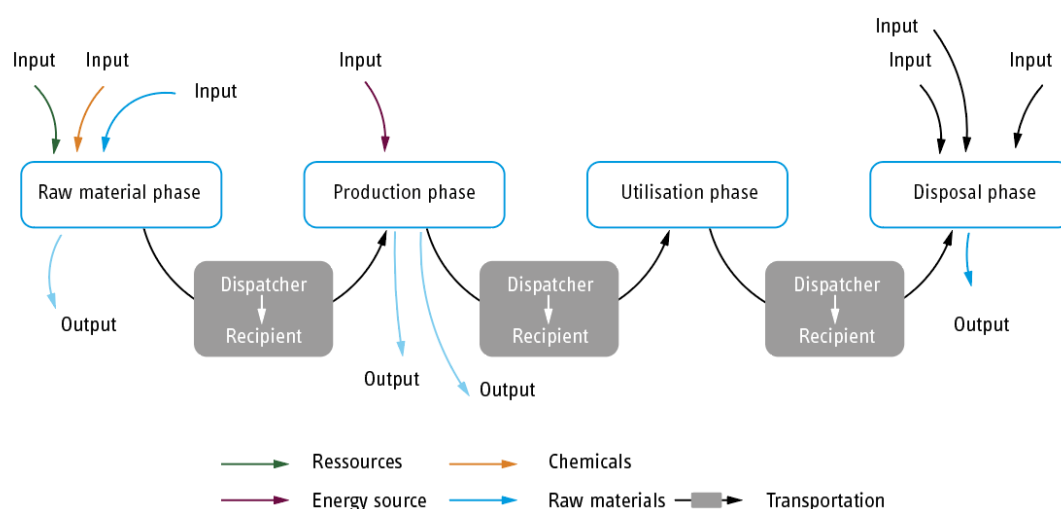 Input
Input
Input
Input
Input
Input
Input
Raw material phase
Production phase
Utilisation phase
Disposal phase
Dispatcher
Recipient
Dispatcher
Recipient
Dispatcher
Recipient
Output
Output
Output
Output
Ressources
Chemicals
Energy source
Raw materials
Transportation